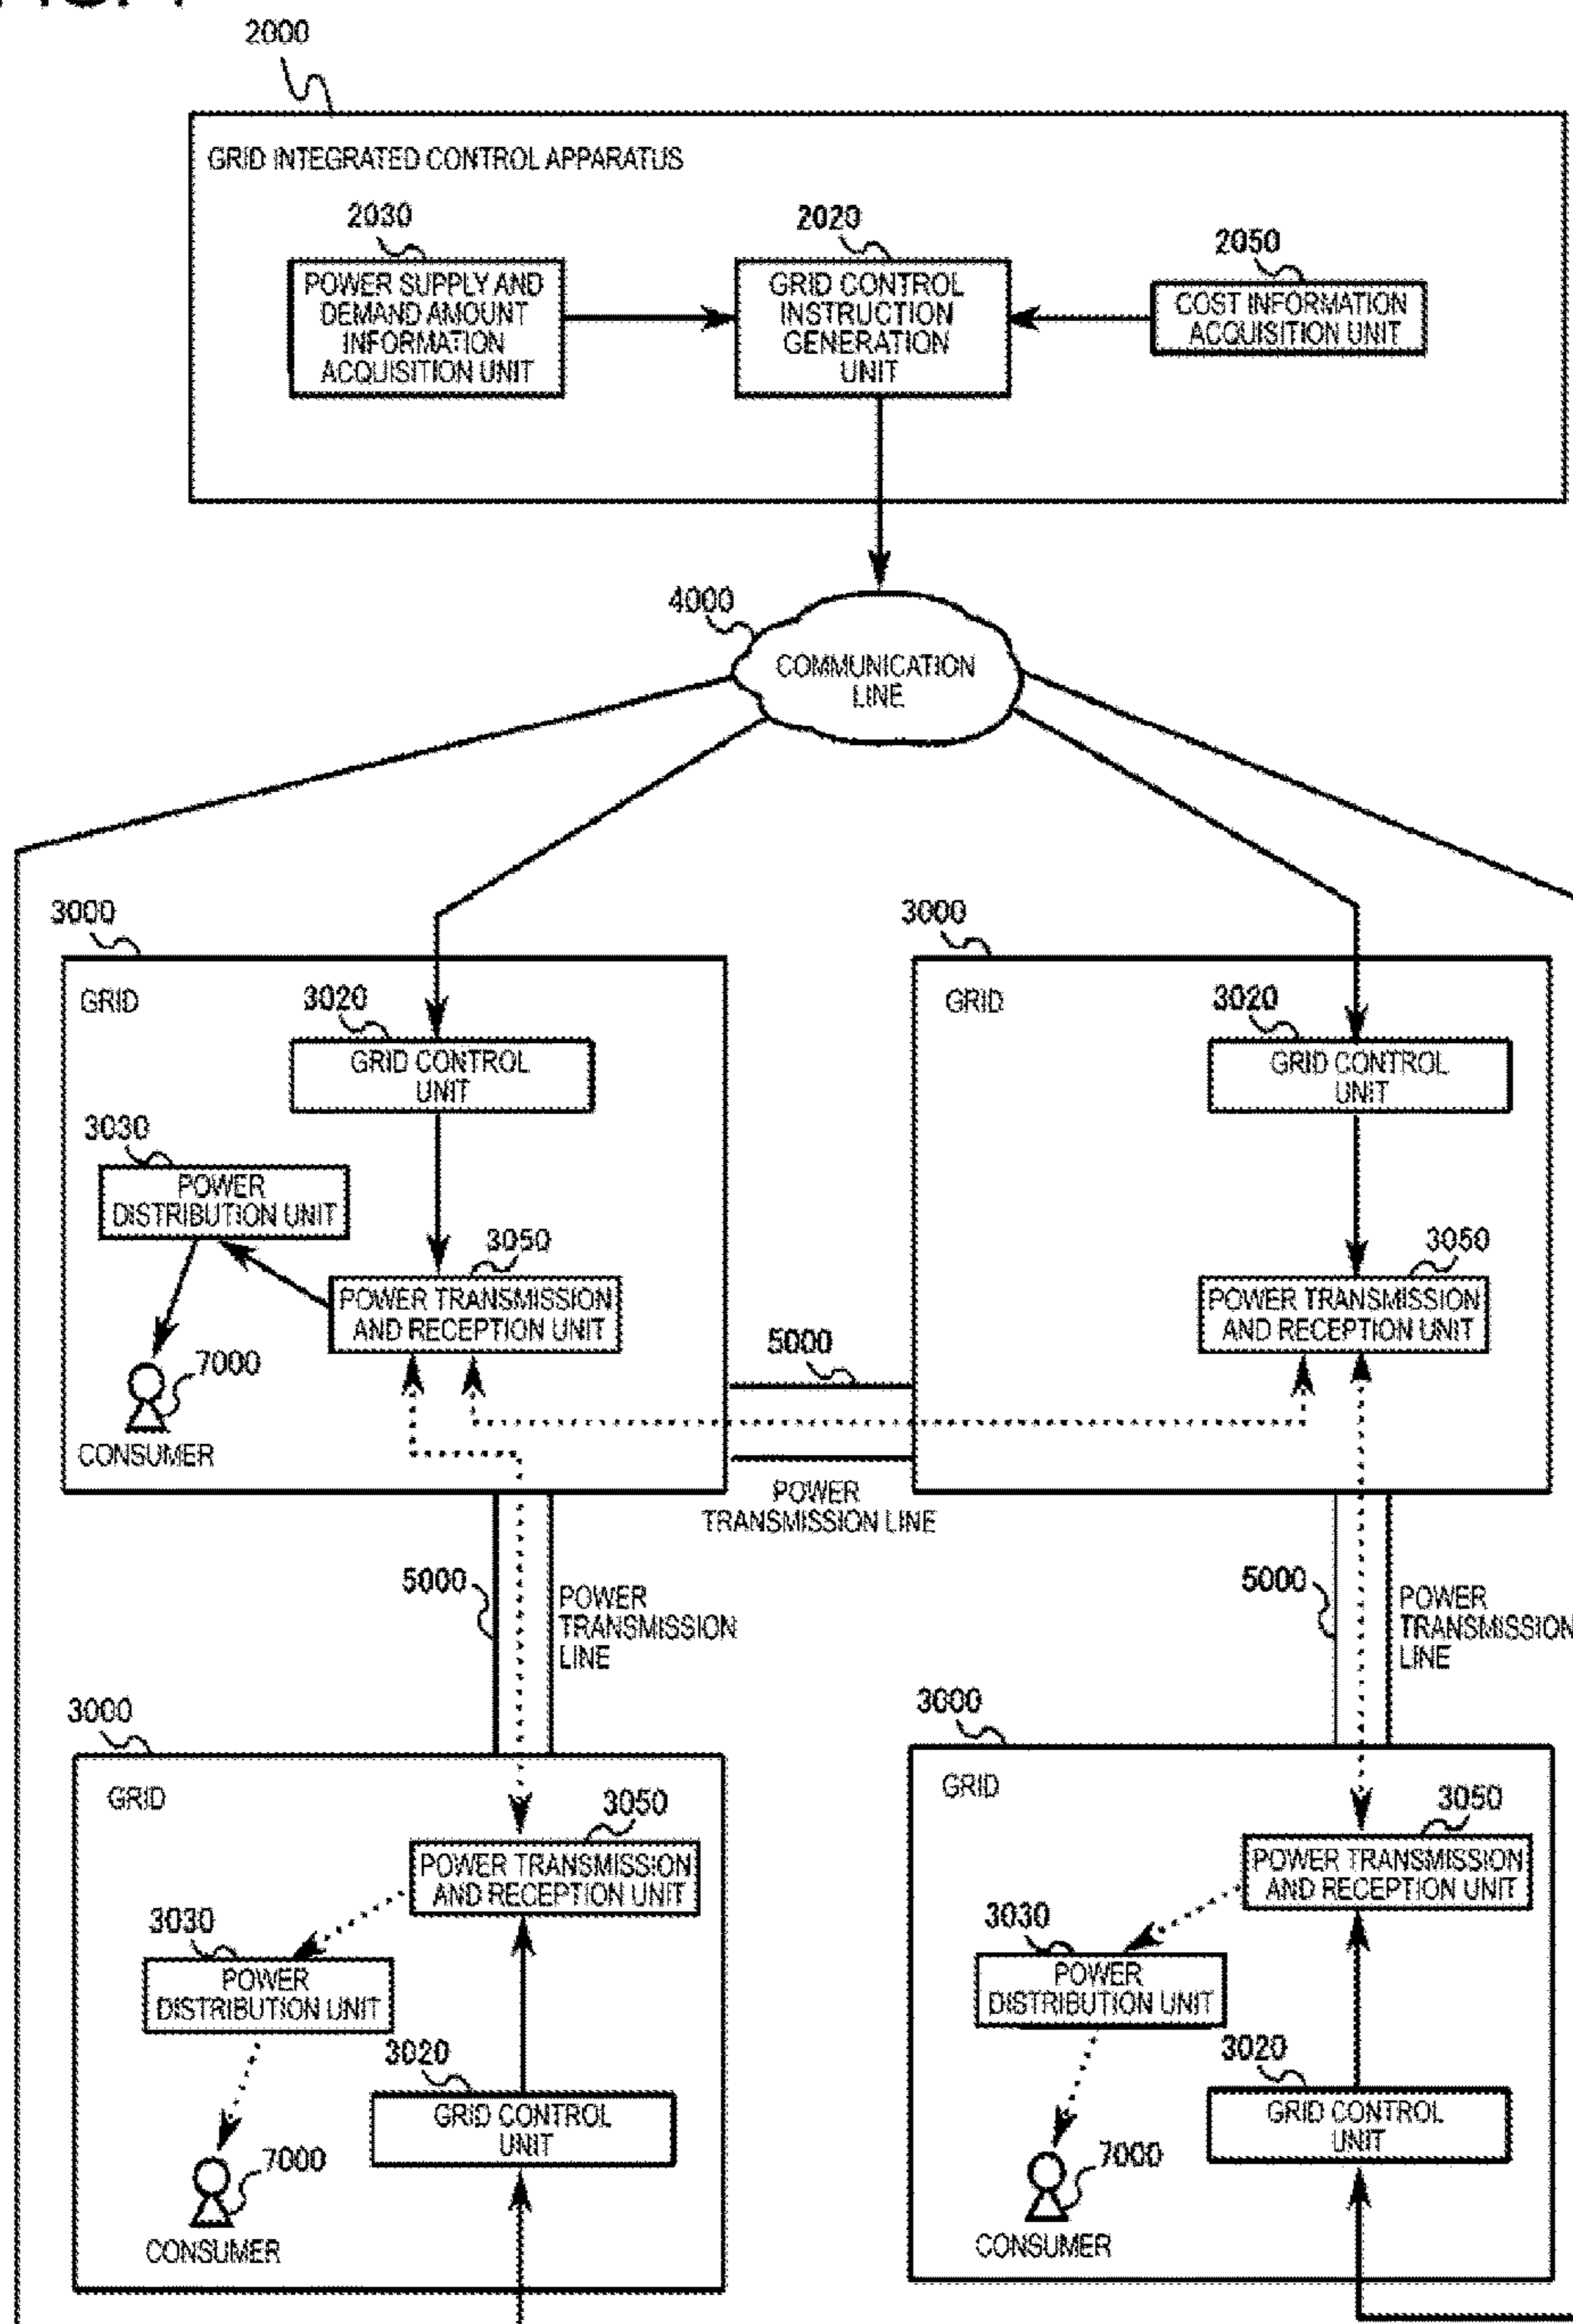 2000
GRID INTEGRATED CONTROL APPARATUS
2030
POWER SUPPLY AND
DEMAND AMOUNT
INFORMATION
ACQUISITION UNIT
2020
GRID CONTROL
INSTRUCTION
GENERATION
UNIT
2050
COST INFORMATION
ACQUISITION UNIT
4000
COMMUNICATION
LINE
3000
GRID
3020
GRID CONTROL
UNIT
3030
POWER
DISTRIBUTION UNIT
3050
POWER TRANSMISSION
AND RECEPTION UNIT
7000
CONSUMER
3000
GRID
3020
GRID CONTROL
UNIT
3050
POWER TRANSMISSION
AND RECEPTION UNIT
5000
POWER
TRANSMISSION LINE
5000
POWER
TRANSMISSION
LINE
5000
POWER
TRANSMISSION
LINE
3000
GRID
3050
POWER TRANSMISSION
AND RECEPTION UNIT
3030
POWER
DISTRIBUTION UNIT
3020
GRID CONTROL
UNIT
7000
CONSUMER
3000
GRID
3050
POWER TRANSMISSION
AND RECEPTION UNIT
3030
POWER
DISTRIBUTION UNIT
3020
GRID CONTROL
UNIT
7000
CONSUMER